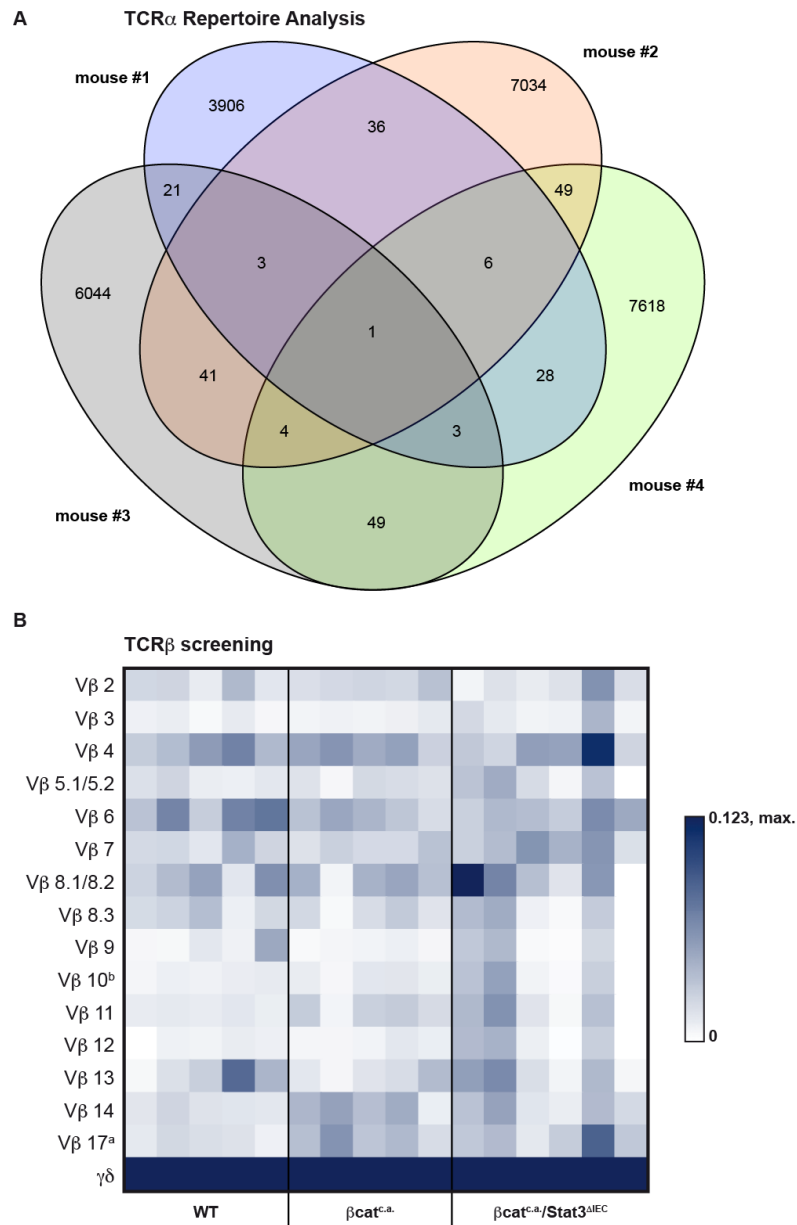 A
TCRα Repertoire Analysis
mouse #1
mouse #2
3906
36
7034
21
49
3
6
6044
7618
1
41
28
4
3
mouse #3
mouse #4
49
B
TCRβ screening
Vβ 2
Vβ 3
Vβ 4
Vβ 5.1/5.2
Vβ 6
Vβ 7
Vβ 8.1/8.2
Vβ 8.3
Vβ 9
Vβ 10ᵇ
Vβ 11
Vβ 12
Vβ 13
Vβ 14
Vβ 17ᵃ
γδ
0.123, max.
0
WT
βcatᶜ·ᵃ·
βcatᶜ·ᵃ·/Stat3ᐞᴵᴱᶜ